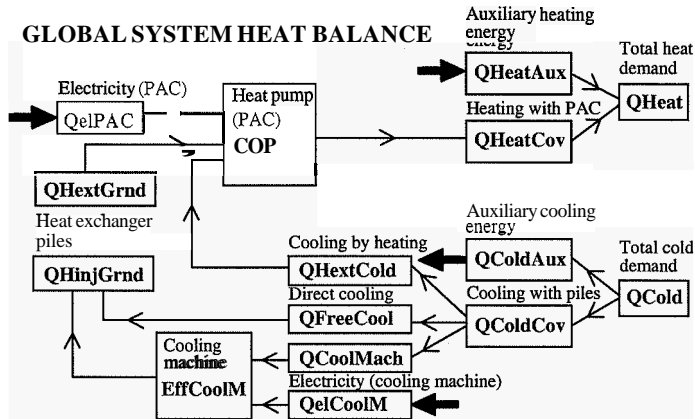 GLOBAL SYSTEM HEAT BALANCE
Auxiliary heating
energy
energy
QHeatAux
Total heat
demand
QHeat
Heating with PAC
QHeatCov
Electricity (PAC)
QelPAC
Heat pump
(PAC)
COP
QHextGrnd
Heat exchanger
piles
QHinjGrnd
Cooling by heating
QHextCold
Direct cooling
QFreeCool
QCoolMach
Electricity (cooling machine)
QelCoolM
Cooling
machine
EffCoolM
Auxiliary cooling
energy
QColdAux
Cooling with piles
QColdCov
Total cold
demand
QCold